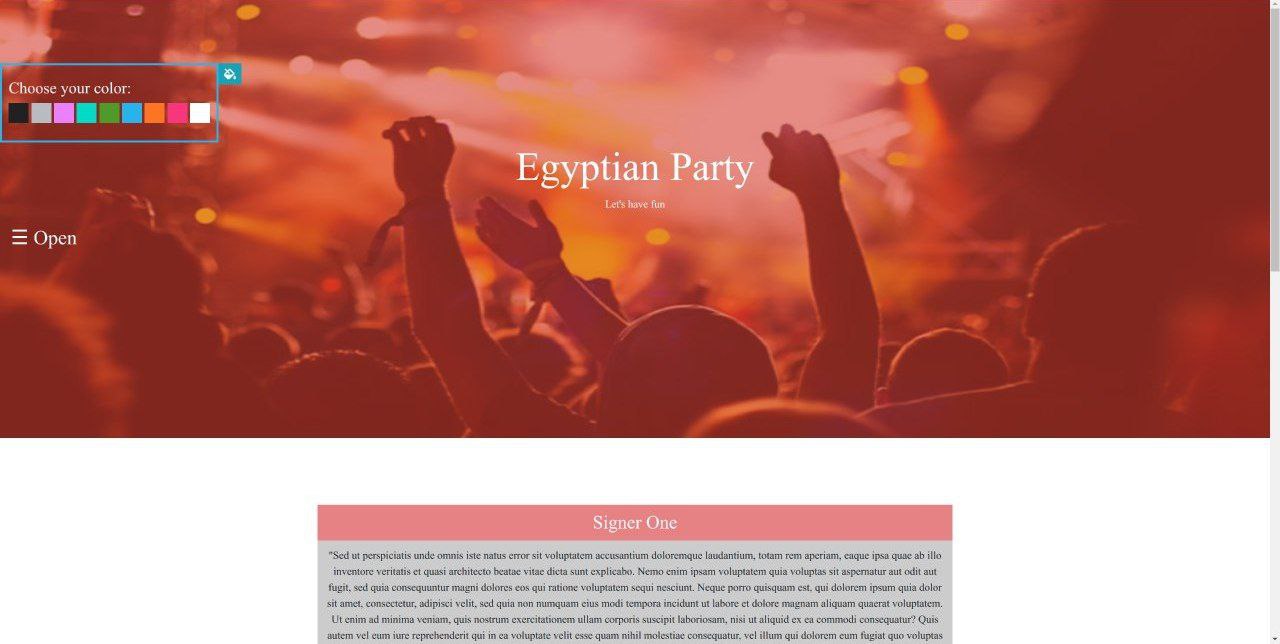 Choose your color:
Egyptian Party
Let's have fun
☰ Open
Signer One
"Sed ut perspiciatis unde omnis iste natus error sit voluptatem accusantium doloremque laudantium, totam rem aperiam, eaque ipsa quae ab illo
inventore veritatis et quasi architecto beatae vitae dicta sunt explicabo. Nemo enim ipsam voluptatem quia voluptas sit aspernatur aut odit aut
fugit, sed quia consequuntur magni dolores eos qui ratione voluptatem sequi nesciunt. Neque porro quisquam est, qui dolorem ipsum quia dolor
sit amet, consectetur, adipisci velit, sed quia non numquam eius modi tempora incidunt ut labore et dolore magnam aliquam quaerat voluptatem.
Ut enim ad minima veniam, quis nostrum exercitationem ullam corporis suscipit laboriosam, nisi ut aliquid ex ea commodi consequatur? Quis
autem vel eum iure reprehenderit qui in ea voluptate velit esse quam nihil molestiae consequatur, vel illum qui dolorem eum fugiat quo voluptas